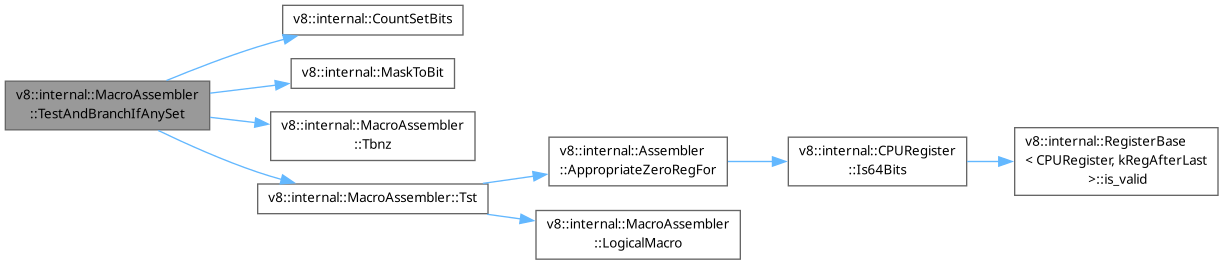 v8::internal::CountSetBits
v8::internal::MaskToBit
v8::internal::MacroAssembler
::TestAndBranchIfAnySet
v8::internal::MacroAssembler
::Tbnz
v8::internal::MacroAssembler::Tst
v8::internal::Assembler
::AppropriateZeroRegFor
v8::internal::CPURegister
::Is64Bits
v8::internal::RegisterBase
< CPURegister, kRegAfterLast
>::is_valid
v8::internal::MacroAssembler
::LogicalMacro